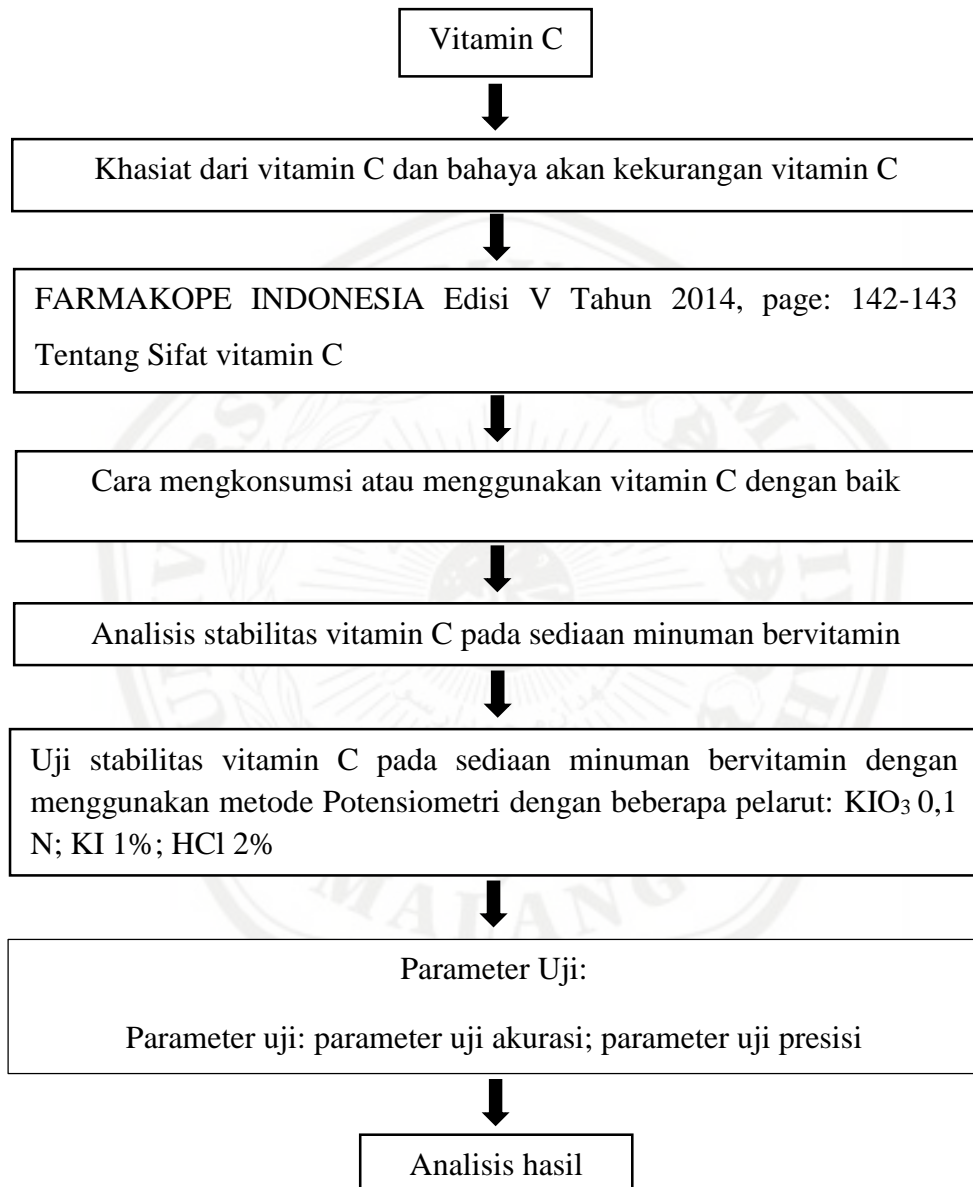 Vitamin C
Khasiat dari vitamin C dan bahaya akan kekurangan vitamin C
FARMAKOPE INDONESIA Edisi V Tahun 2014, page: 142-143
Tentang Sifat vitamin C
Cara mengkonsumsi atau menggunakan vitamin C dengan baik
Analisis stabilitas vitamin C pada sediaan minuman bervitamin
Uji stabilitas vitamin C pada sediaan minuman bervitamin dengan
menggunakan metode Potensiometri dengan beberapa pelarut: KIO₃ 0,1
N; KI 1%; HCl 2%
MALANG
Parameter Uji:
Parameter uji: parameter uji akurasi; parameter uji presisi
Analisis hasil